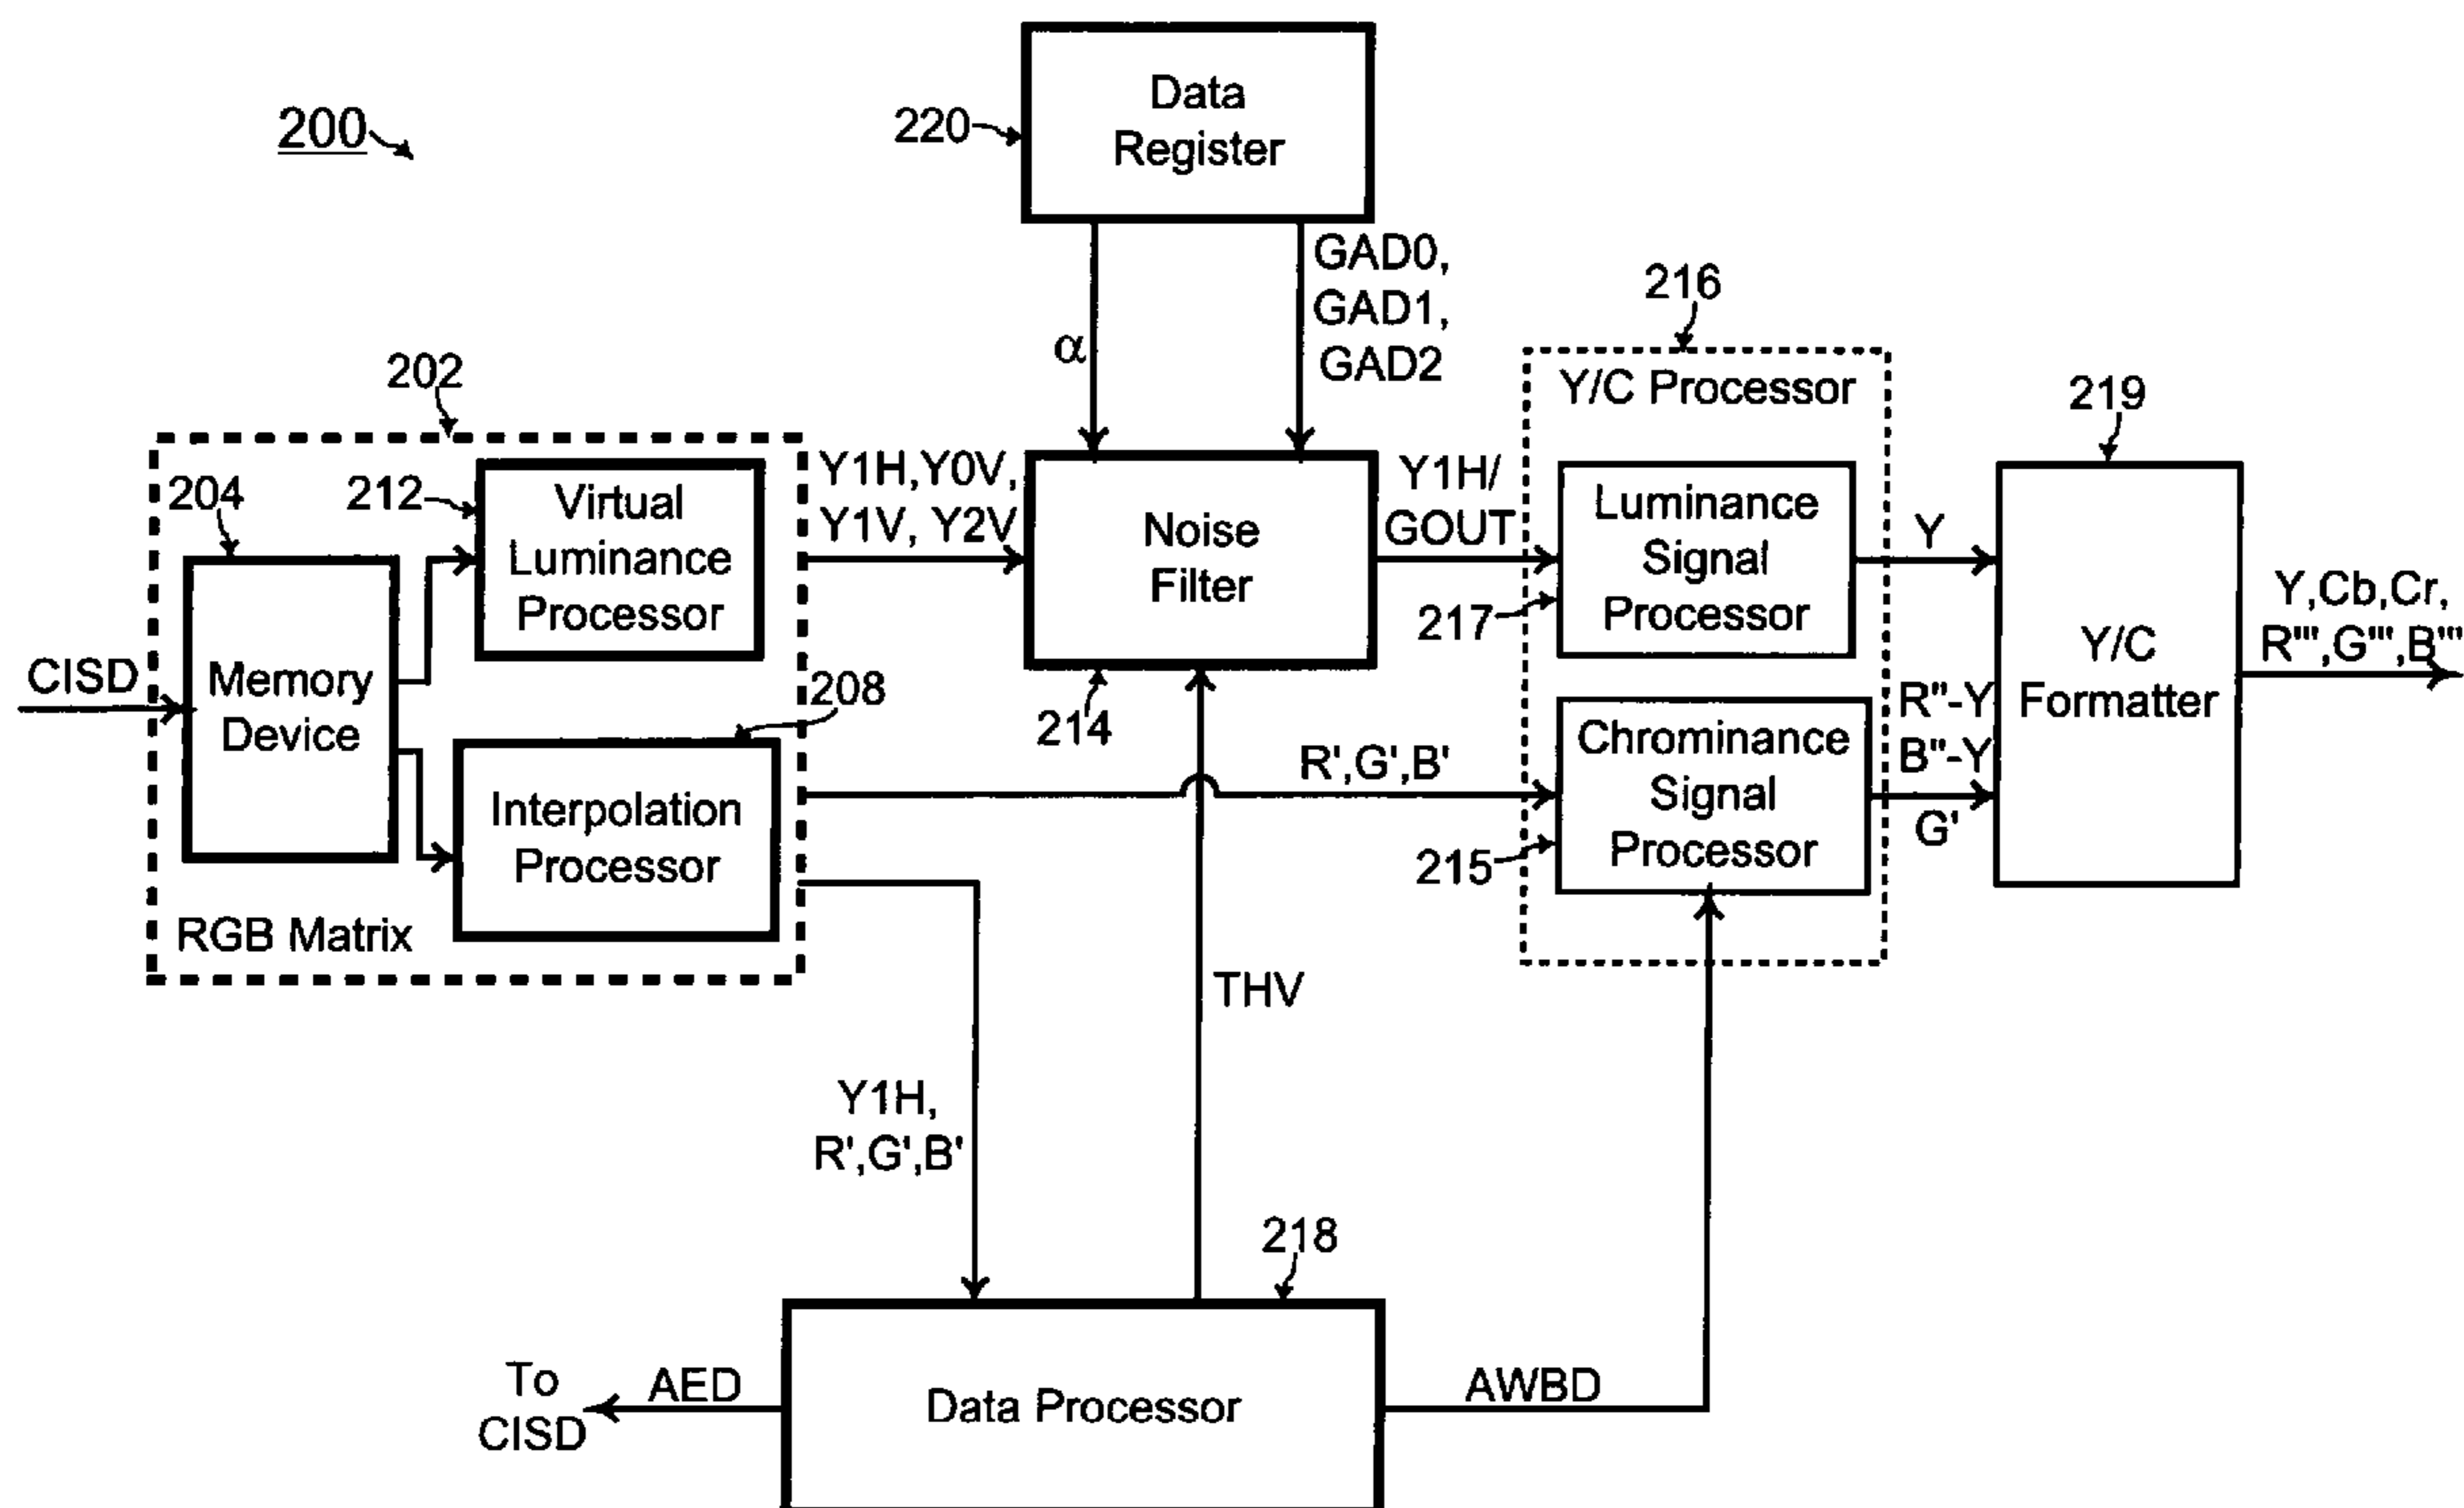 200
220
Data
Register
α
GAD0,
GAD1,
GAD2
216
Y/C Processor
202
204
212
Virtual
Luminance
Processor
Y1H,Y0V,
Y1V, Y2V
Noise
Filter
214
Y1H/
GOUT
Luminance
Signal
Processor
217
Y
219
Y/C
Formatter
Y,Cb,Cr,
R''',G''',B'''
CISD
Memory
Device
208
Interpolation
Processor
RGB Matrix
R',G',B'
Chrominance
Signal
Processor
215
R''-Y
B''-Y
G'
THV
Y1H,
R',G',B'
218
Data Processor
To
CISD
AED
AWBD